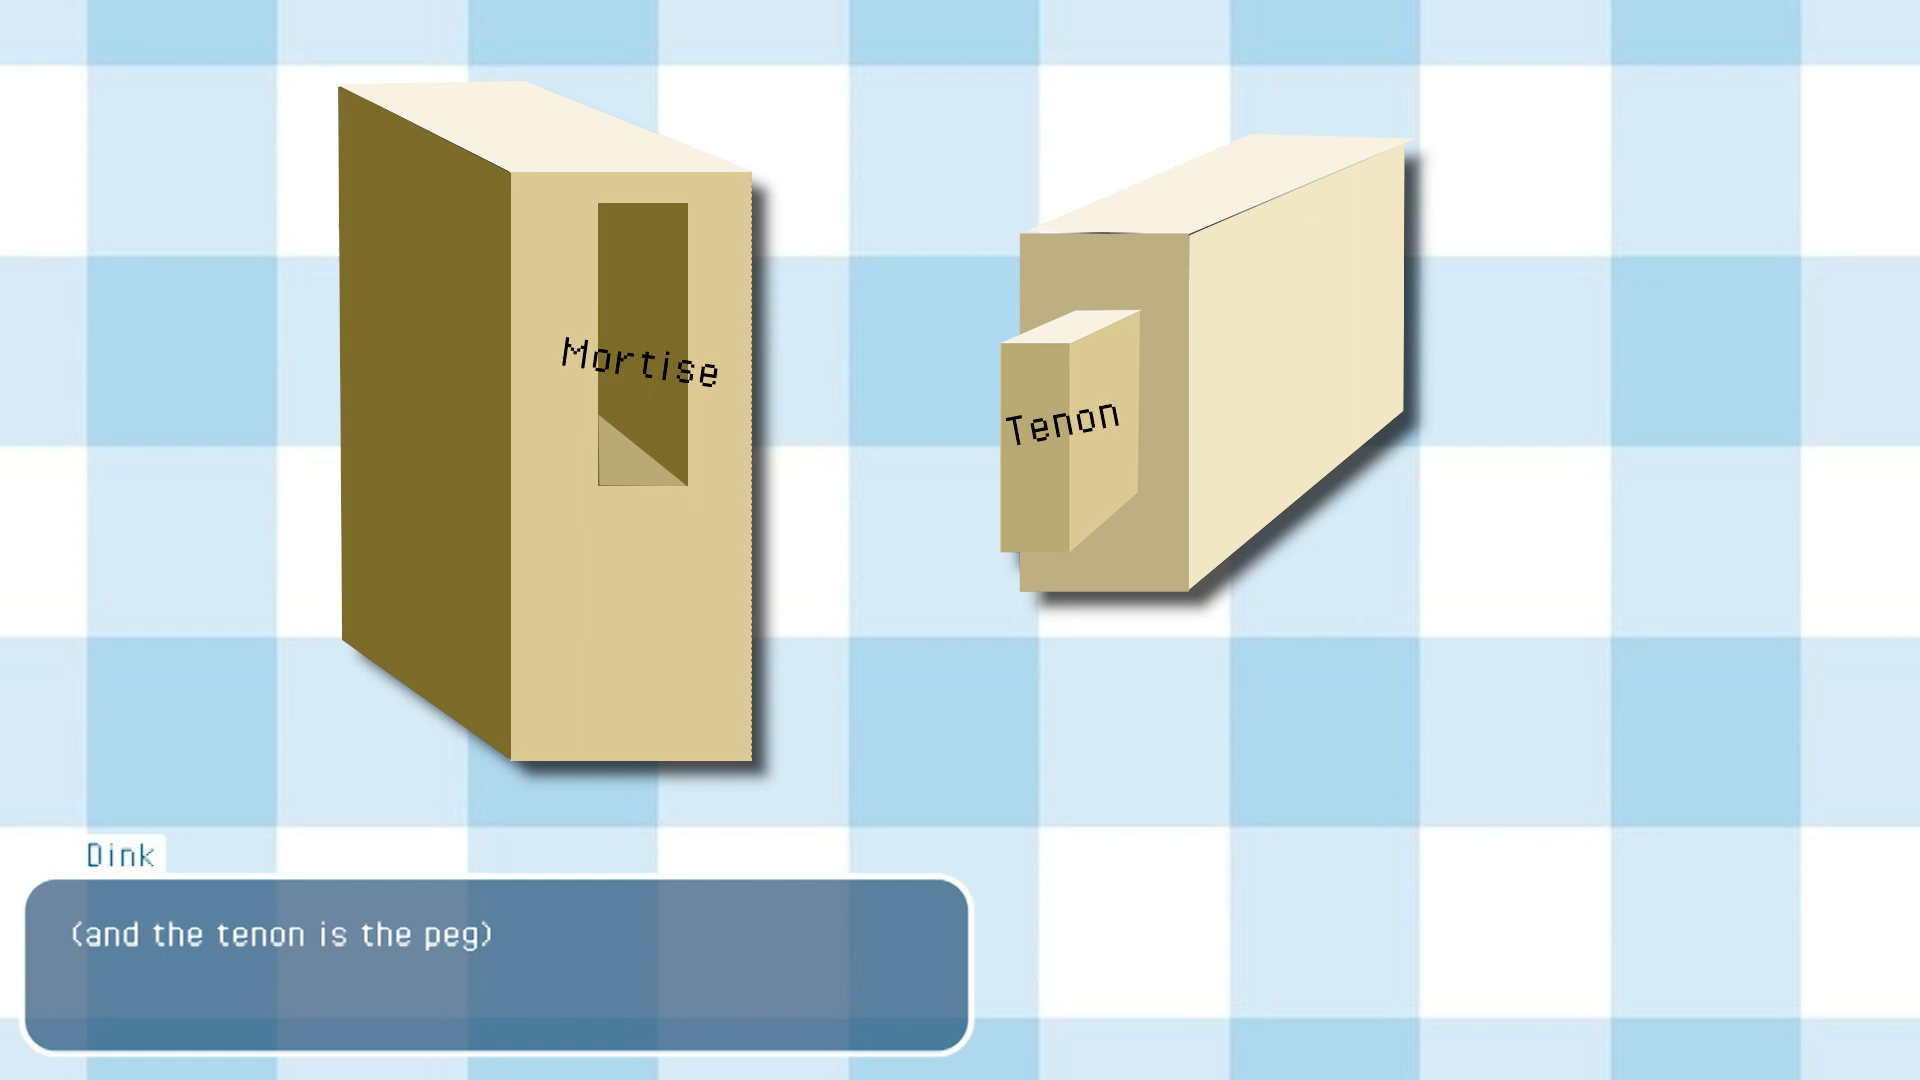 Mortise
Tenon
Dink
(and the tenon is the peg)